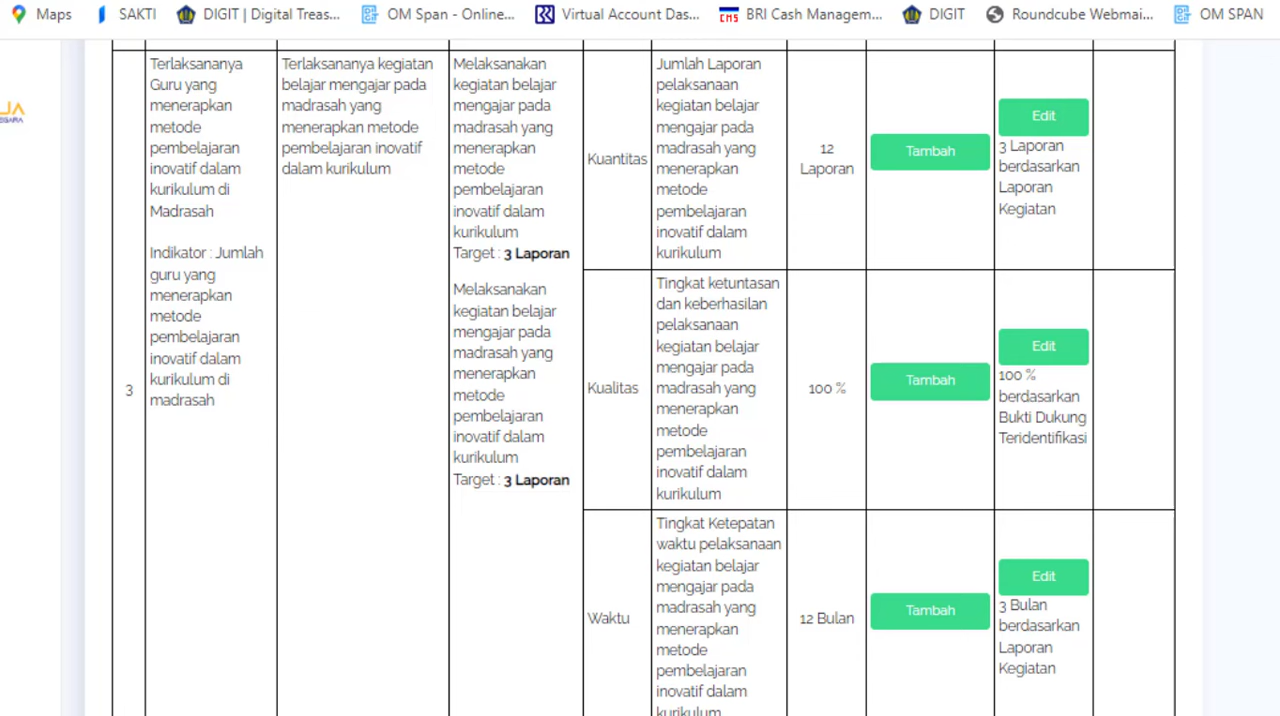 Maps
SAKTI
DIGIT | Digital Treas...
OM Span - Online...
Virtual Account Das...
CMS
BRI Cash Managem...
DIGIT
Roundcube Webmai...
OM SPAN
JA
EGARA
3
Terlaksananya
Guru yang
menerapkan
metode
pembelajaran
inovatif dalam
kurikulum di
Madrasah
Indikator : Jumlah
guru yang
menerapkan
metode
pembelajaran
inovatif dalam
kurikulum di
madrasah
Terlaksananya kegiatan
belajar mengajar pada
madrasah yang
menerapkan metode
pembelajaran inovatif
dalam kurikulum
Melaksanakan
kegiatan belajar
mengajar pada
madrasah yang
menerapkan
metode
pembelajaran
inovatif dalam
kurikulum
Target : 3 Laporan
Melaksanakan
kegiatan belajar
mengajar pada
madrasah yang
menerapkan
metode
pembelajaran
inovatif dalam
kurikulum
Target : 3 Laporan
Kuantitas
Jumlah Laporan
pelaksanaan
kegiatan belajar
mengajar pada
madrasah yang
menerapkan
metode
pembelajaran
inovatif dalam
kurikulum
12
Laporan
Tambah
Edit
3 Laporan
berdasarkan
Laporan
Kegiatan
Kualitas
Tingkat ketuntasan
dan keberhasilan
pelaksanaan
kegiatan belajar
mengajar pada
madrasah yang
menerapkan
metode
pembelajaran
inovatif dalam
kurikulum
100 %
Tambah
Edit
100 %
berdasarkan
Bukti Dukung
Teridentifikasi
Waktu
Tingkat Ketepatan
waktu pelaksanaan
kegiatan belajar
mengajar pada
madrasah yang
menerapkan
metode
pembelajaran
inovatif dalam
kurikulum
12 Bulan
Tambah
Edit
3 Bulan
berdasarkan
Laporan
Kegiatan